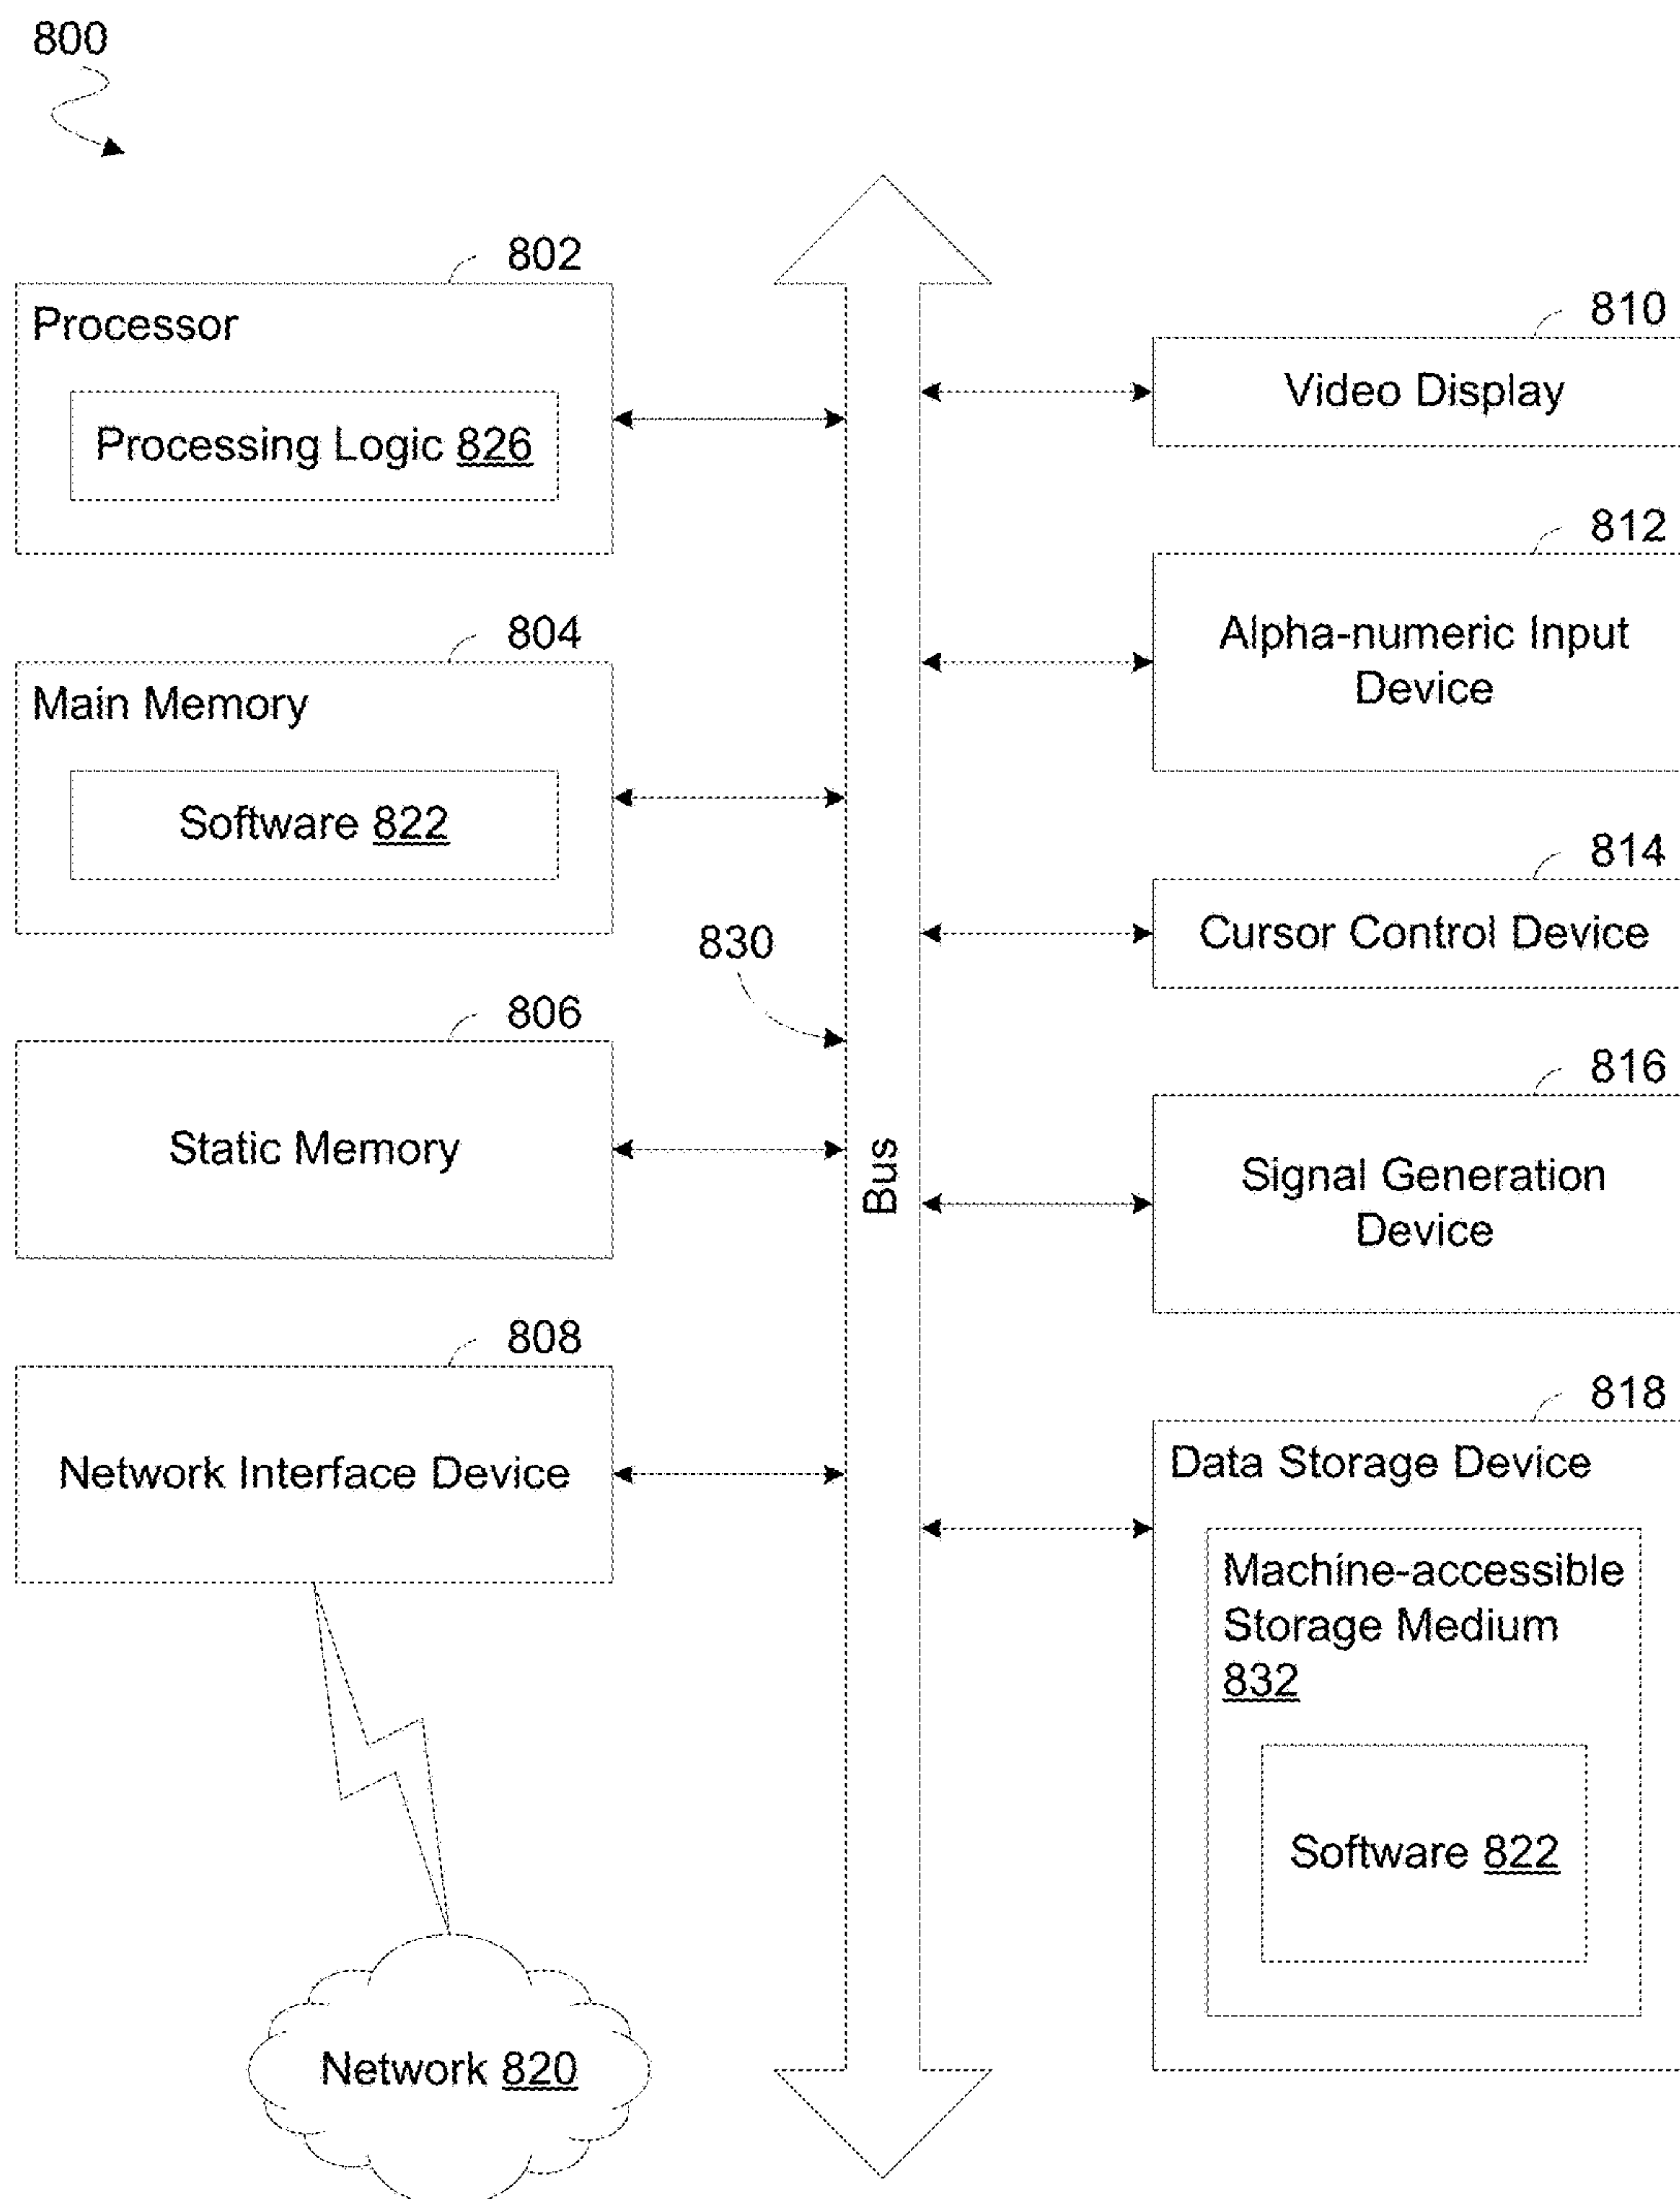 800
802
Processor
Processing Logic 826
804
Main Memory
Software 822
830
806
Static Memory
808
Network Interface Device
Network 820
Bus
810
Video Display
812
Alpha-numeric Input
Device
814
Cursor Control Device
816
Signal Generation
Device
818
Data Storage Device
Machine-accessible
Storage Medium
832
Software 822